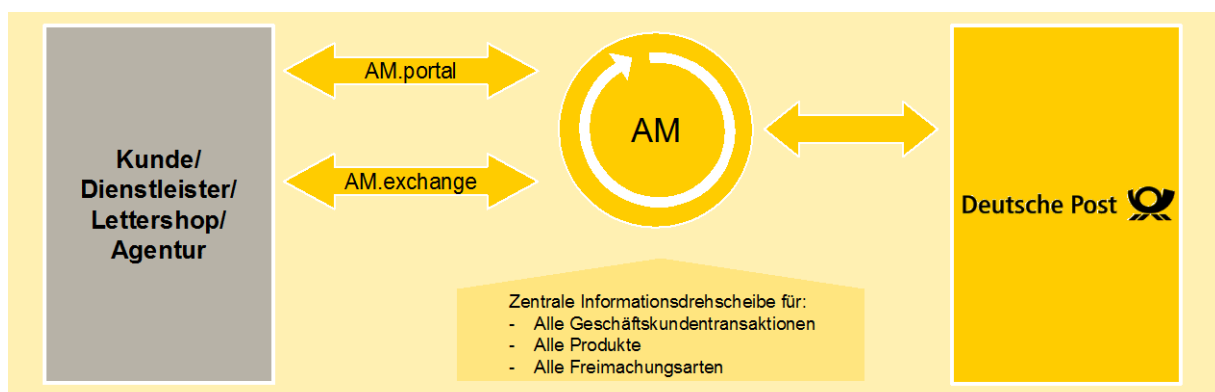 Kunde/
Dienstleister/
Lettershop/
Agentur
AM.portal
AM.exchange
AM
Deutsche Post
Zentrale Informationsdrehscheibe für:
- Alle Geschäftskundentransaktionen
- Alle Produkte
- Alle Freimachungsarten